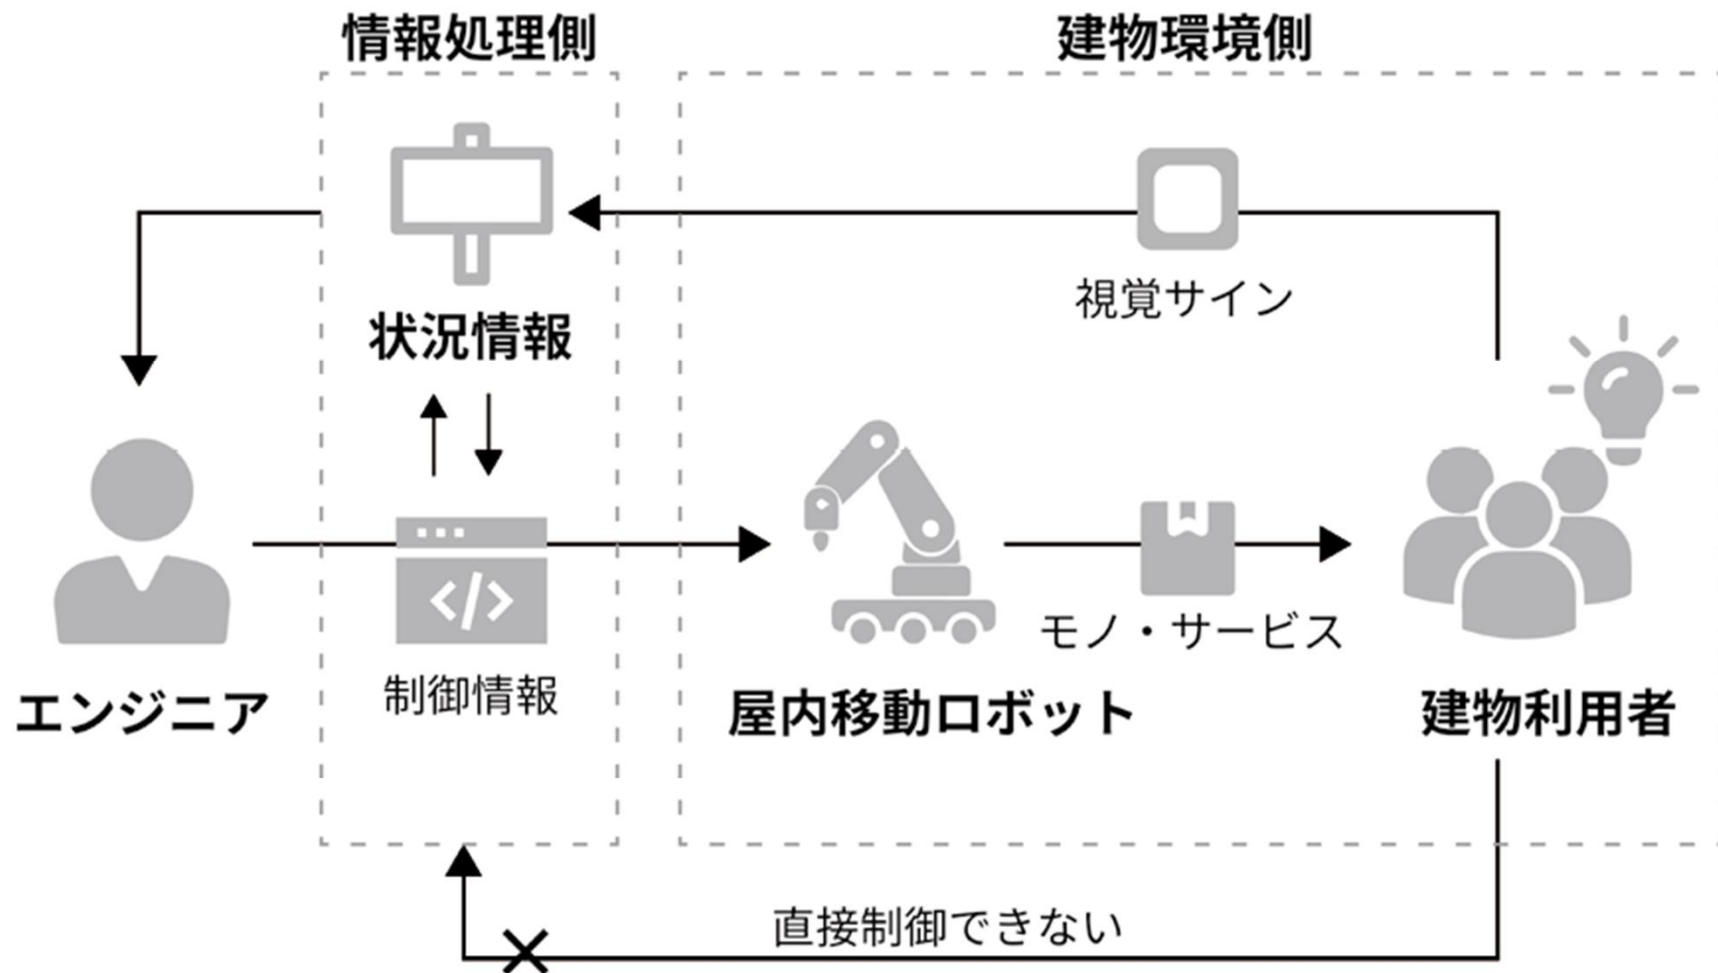 情報処理側
建物環境側
状況情報
視覚サイン
</>
制御情報
モノ・サービス
エンジニア
屋内移動ロボット
建物利用者
直接制御できない